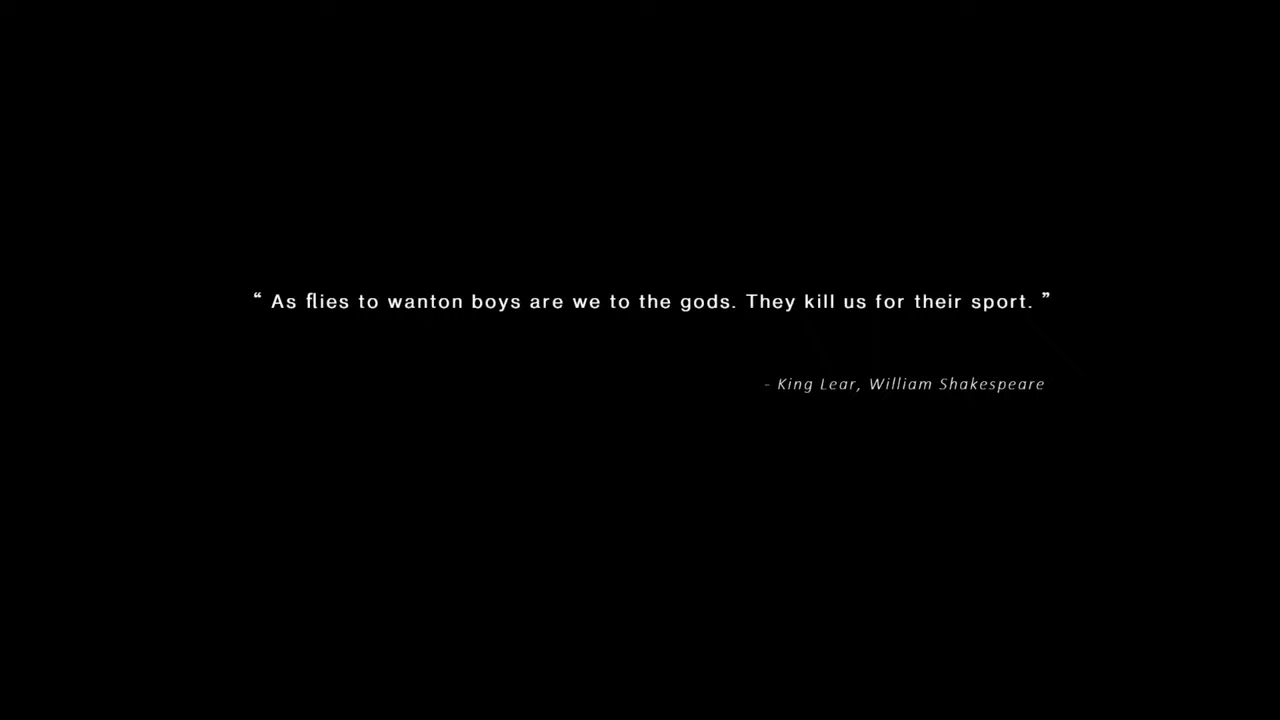 “ As flies to wanton boys are we to the gods. They kill us for their sport. ”
- King Lear, William Shakespeare